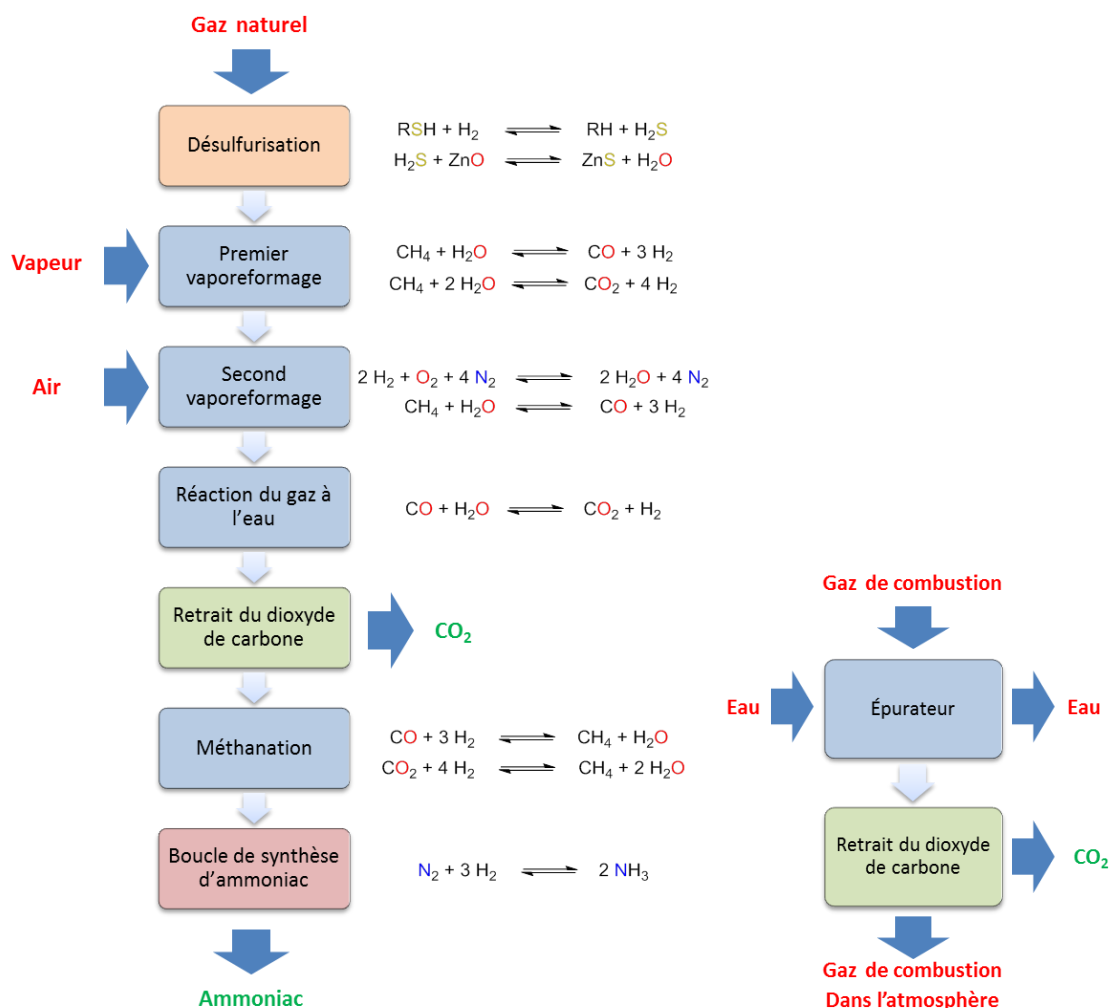 Gaz naturel
Désulfurisation
RSH + H₂ ⇌ RH + H₂S
H₂S + ZnO ⇌ ZnS + H₂O
Vapeur
Premier
vaporeformage
CH₄ + H₂O ⇌ CO + 3 H₂
CH₄ + 2 H₂O ⇌ CO₂ + 4 H₂
Air
Second
vaporeformage
2 H₂ + O₂ + 4 N₂ ⇌ 2 H₂O + 4 N₂
CH₄ + H₂O ⇌ CO + 3 H₂
Réaction du gaz à
l’eau
CO + H₂O ⇌ CO₂ + H₂
Retrait du dioxyde
de carbone
CO₂
Méthanation
CO + 3 H₂ ⇌ CH₄ + H₂O
CO₂ + 4 H₂ ⇌ CH₄ + 2 H₂O
Boucle de synthèse
d’ammoniac
N₂ + 3 H₂ ⇌ 2 NH₃
Ammoniac
Gaz de combustion
Eau
Épurateur
Eau
Retrait du dioxyde
de carbone
CO₂
Gaz de combustion
Dans l’atmosphère